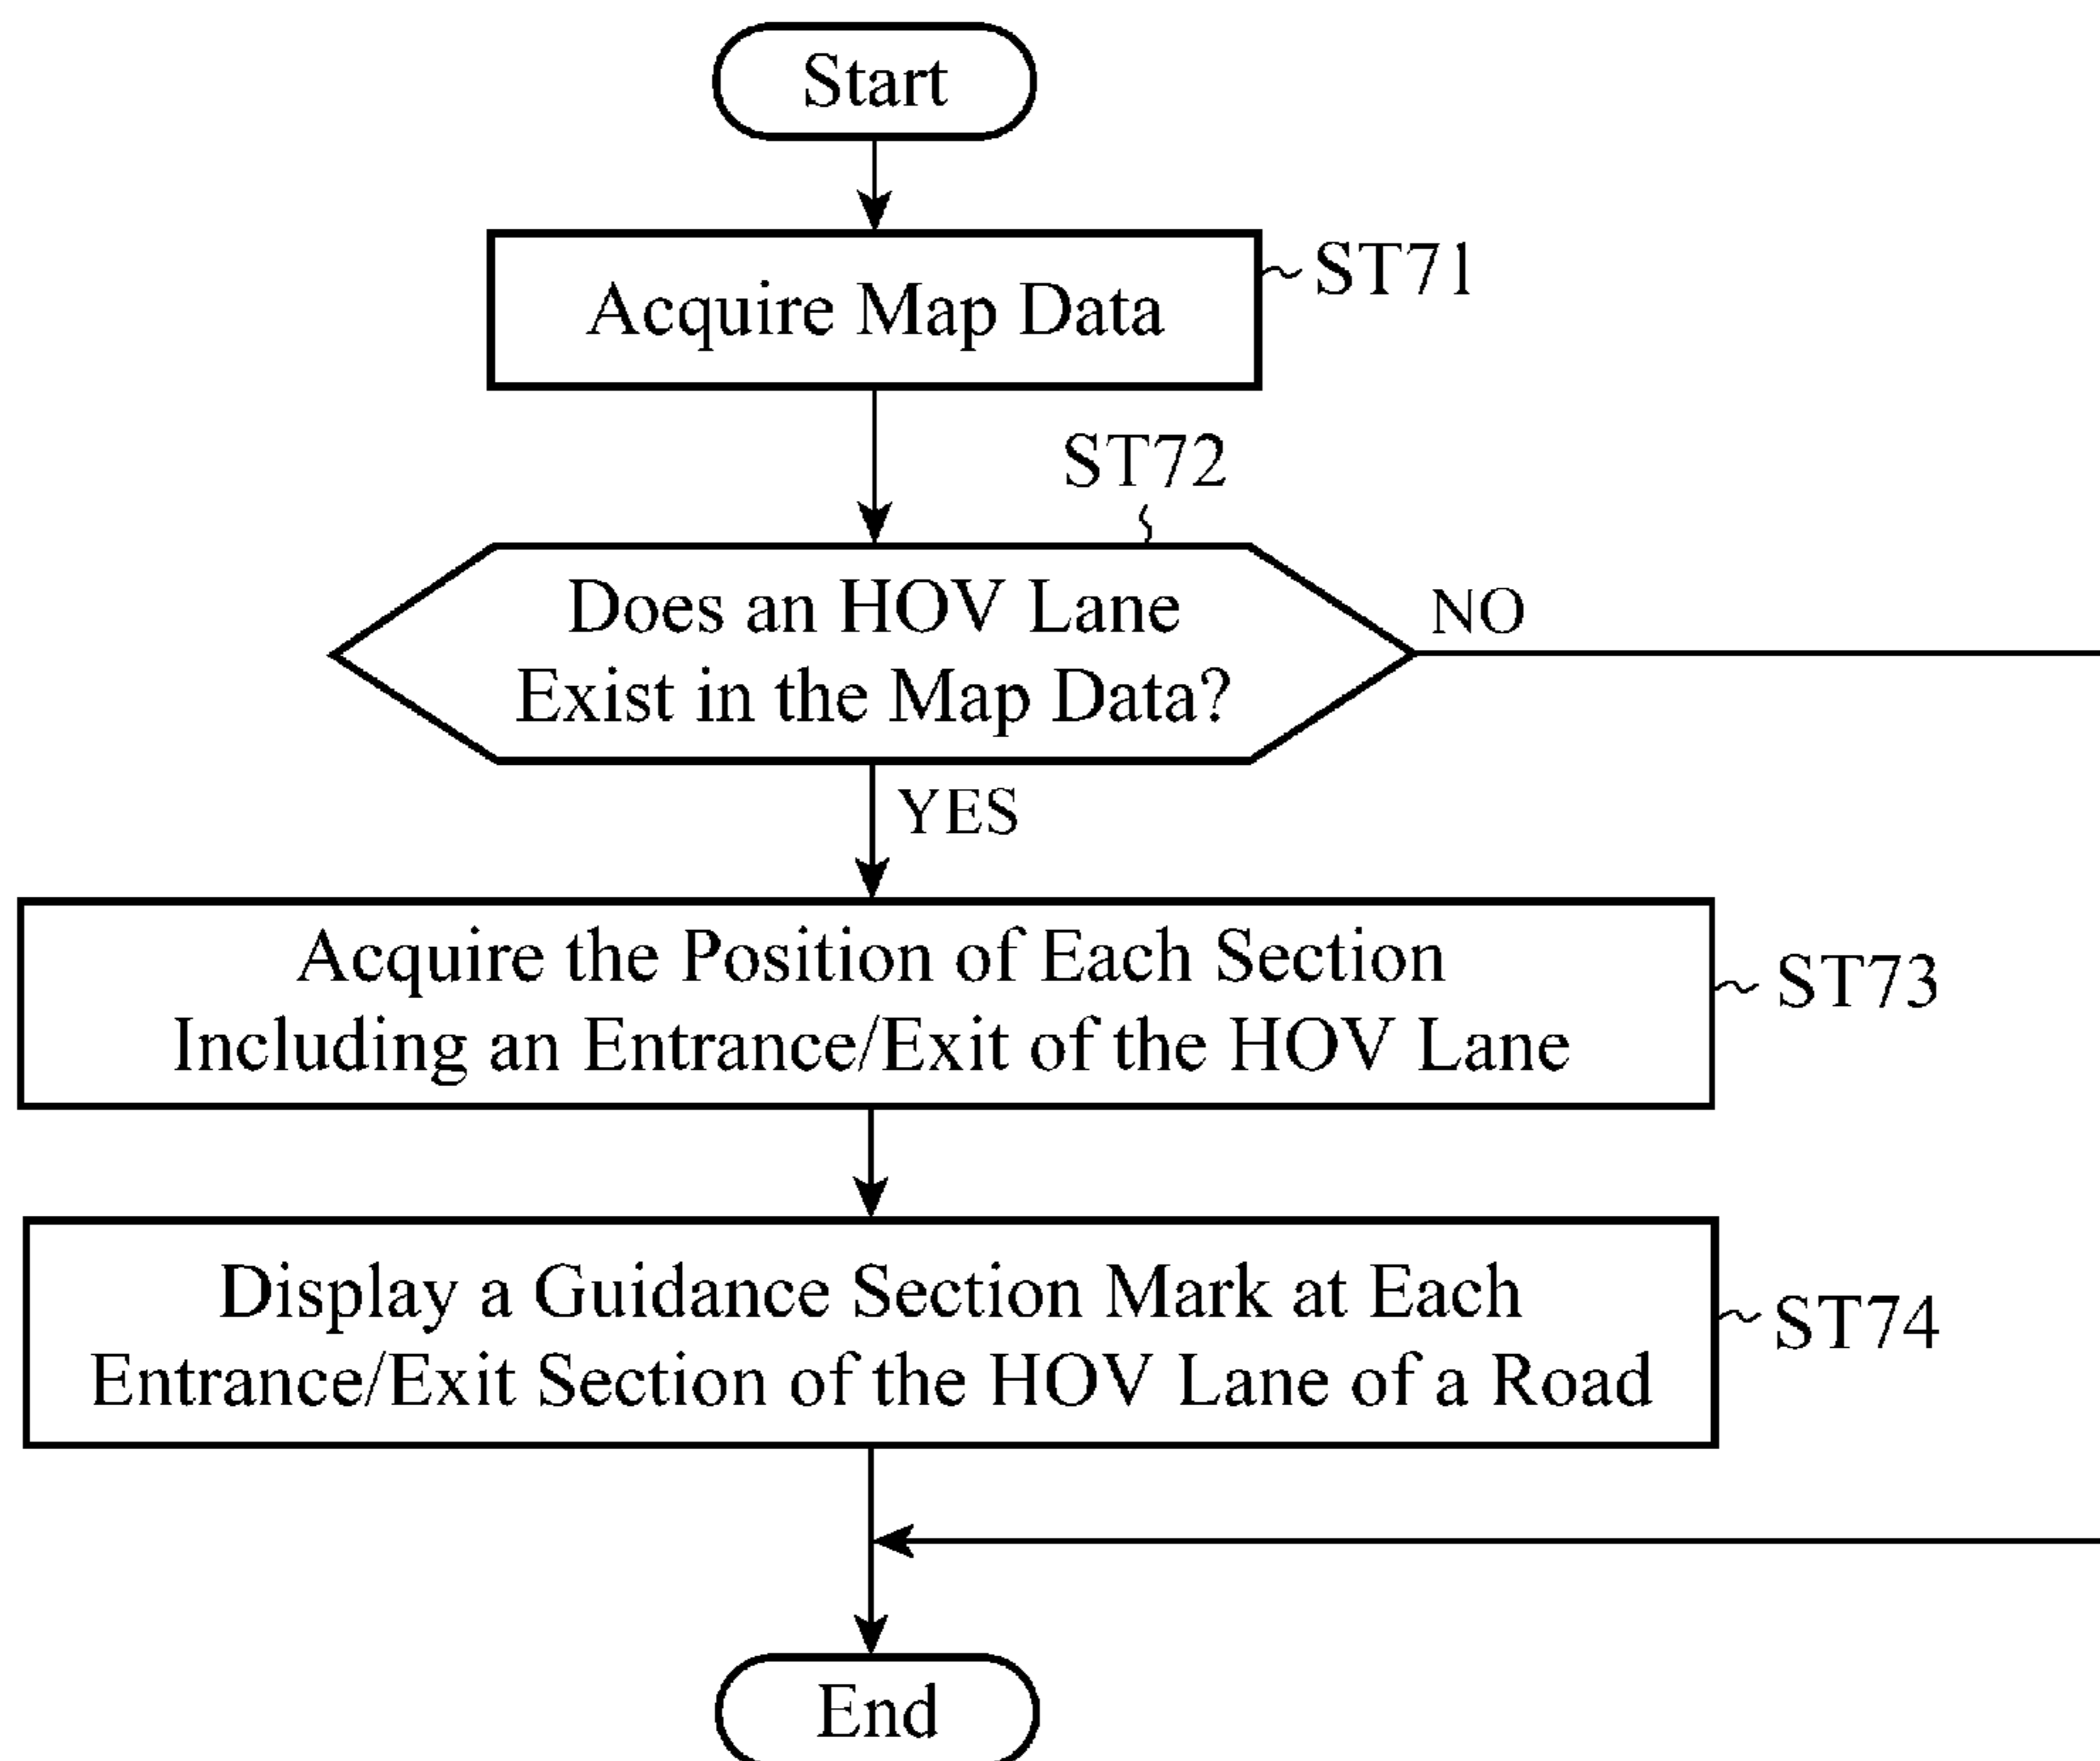 Start
Acquire Map Data
ST71
ST72
Does an HOV Lane
Exist in the Map Data?
NO
YES
Acquire the Position of Each Section
Including an Entrance/Exit of the HOV Lane
ST73
Display a Guidance Section Mark at Each
Entrance/Exit Section of the HOV Lane of a Road
ST74
End